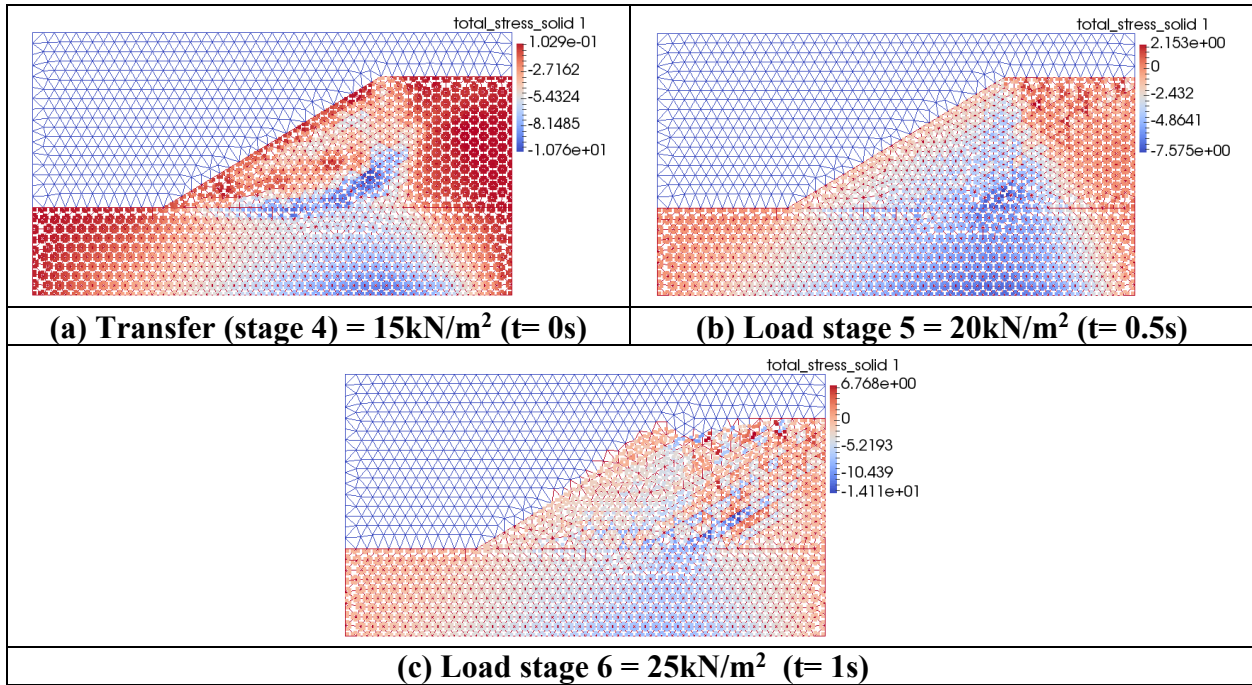 total_stress_solid 1
1.029e-01
-2.7162
-5.4324
-8.1485
-1.076e+01
(a) Transfer (stage 4) = 15kN/m² (t= 0s)
total_stress_solid 1
2.153e+00
0
-2.432
-4.8641
-7.575e+00
(b) Load stage 5 = 20kN/m² (t= 0.5s)
total_stress_solid 1
6.768e+00
0
-5.2193
-10.439
-1.411e+01
(c) Load stage 6 = 25kN/m² (t= 1s)